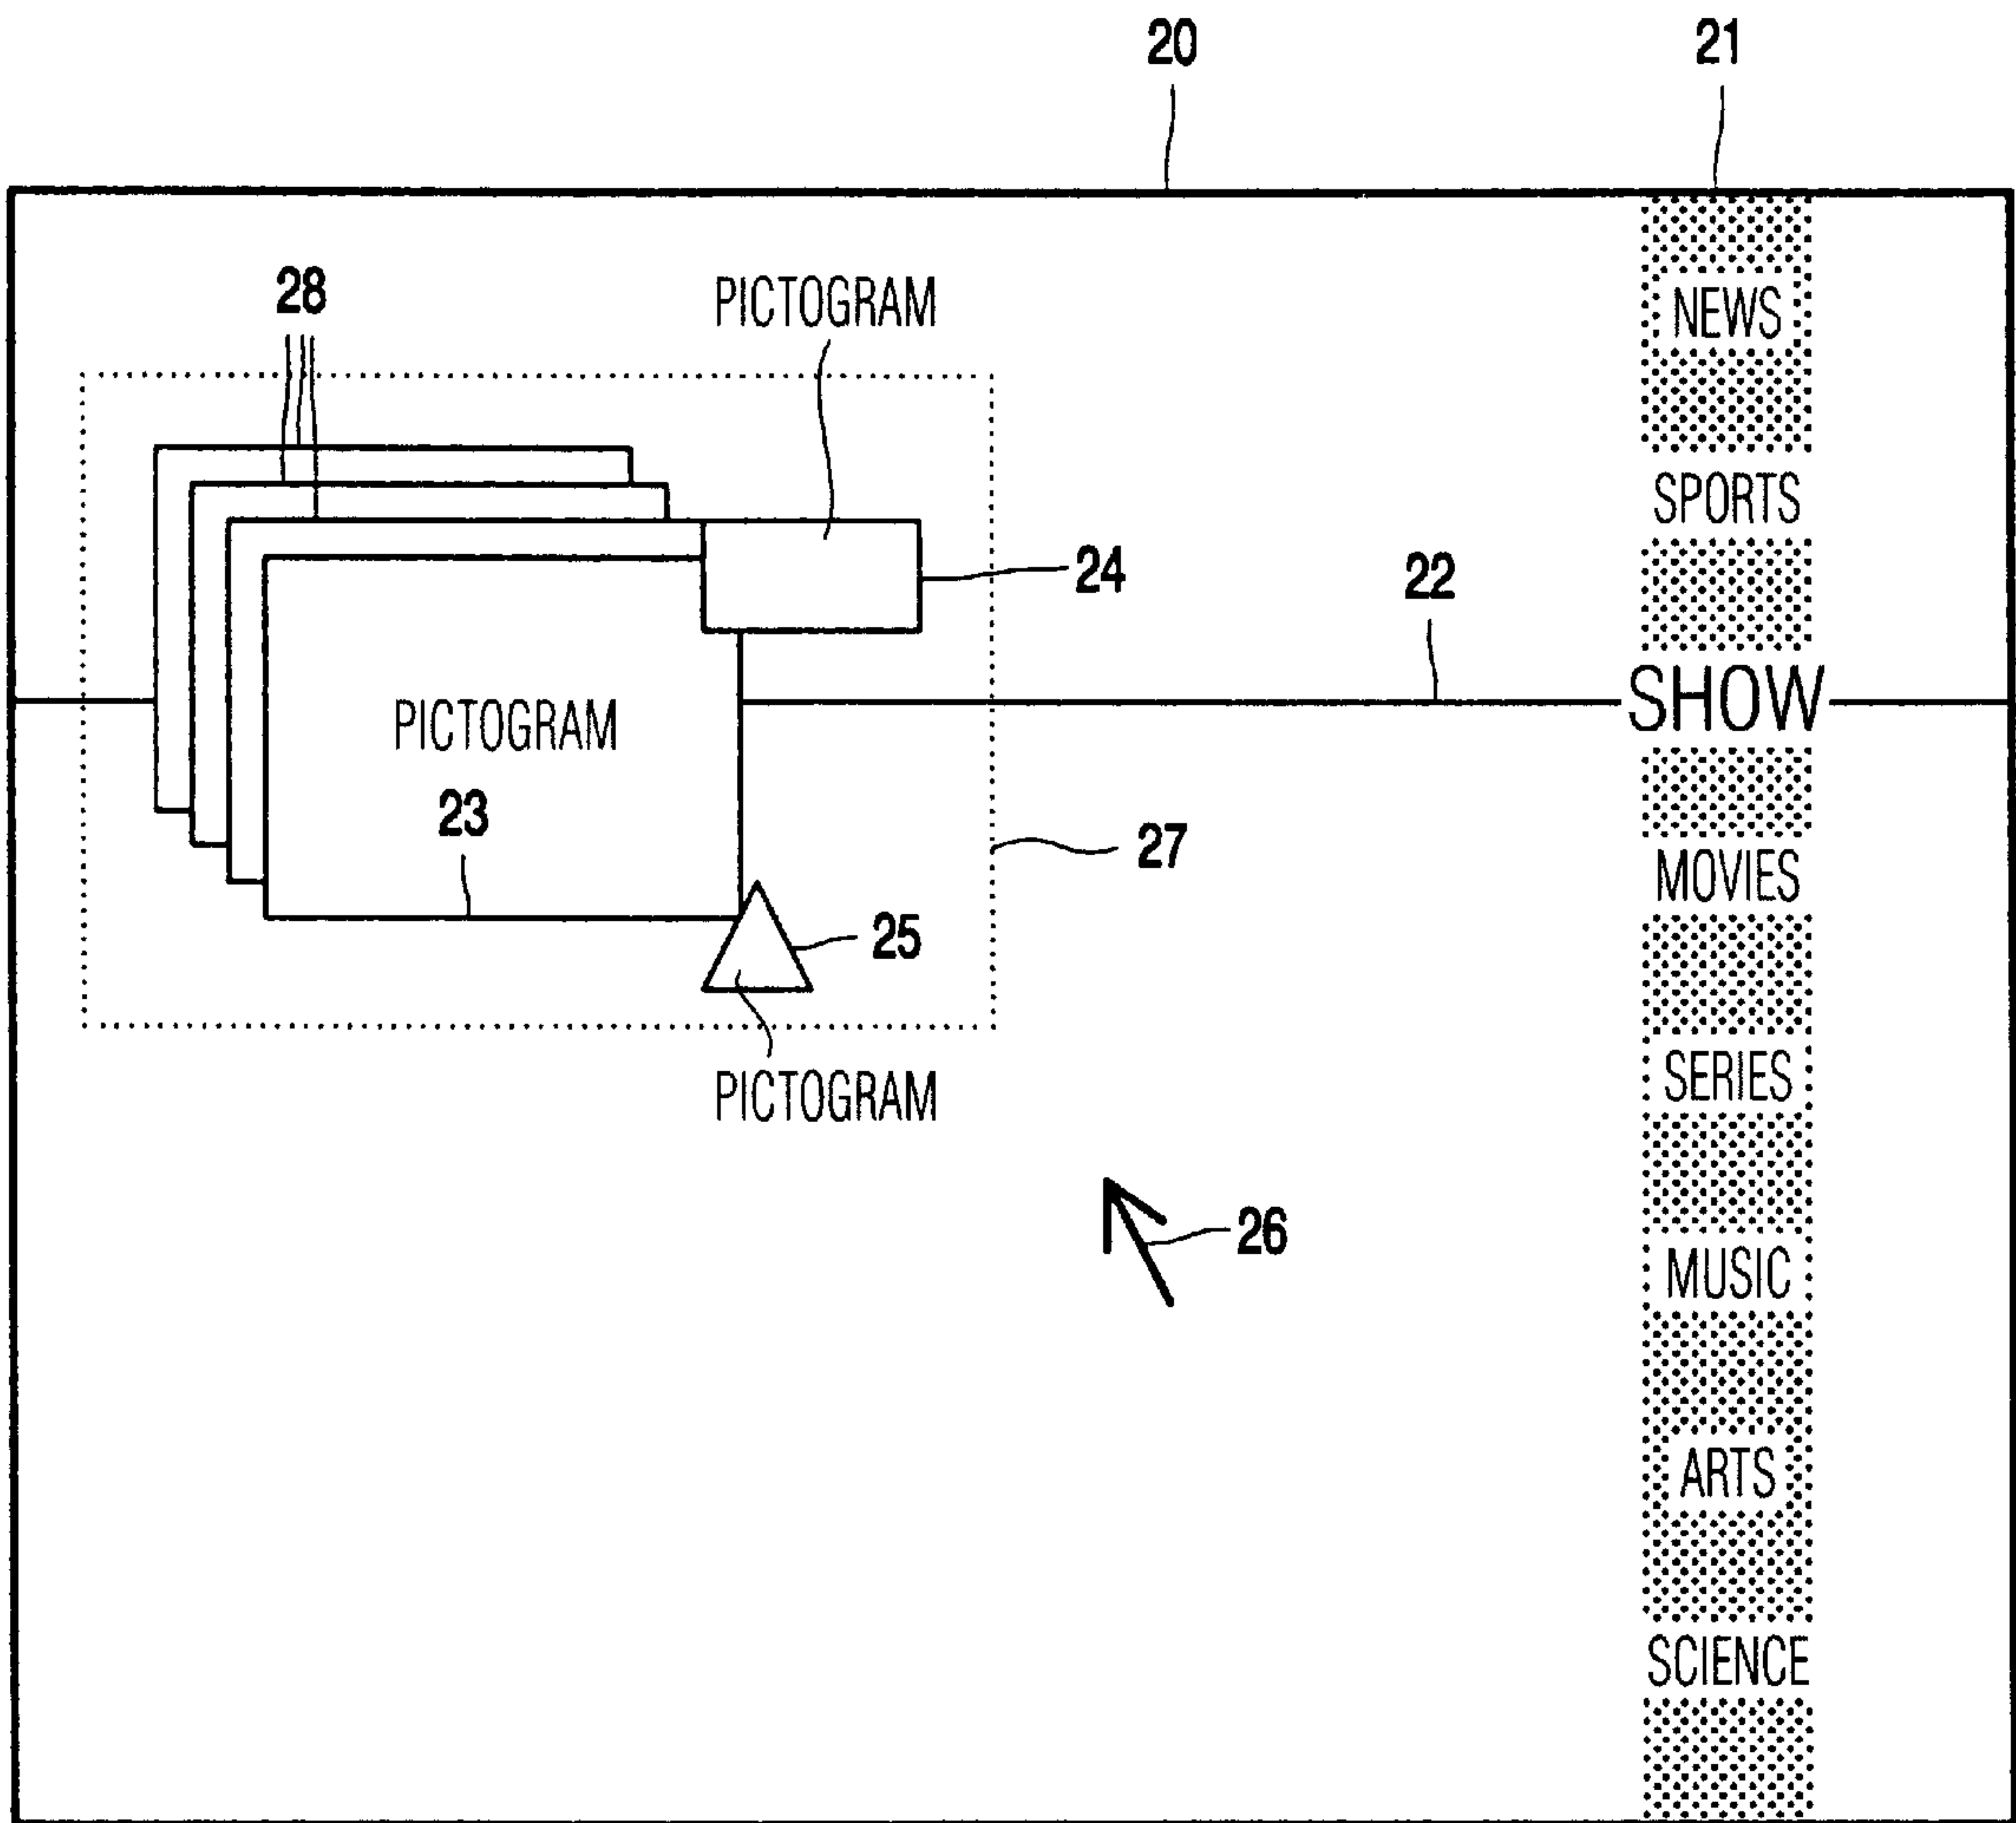 20
21
28
PICTOGRAM
NEWS
SPORTS
24
22
PICTOGRAM
SHOW
23
27
MOVIES
25
PICTOGRAM
SERIES
26
MUSIC
ARTS
SCIENCE